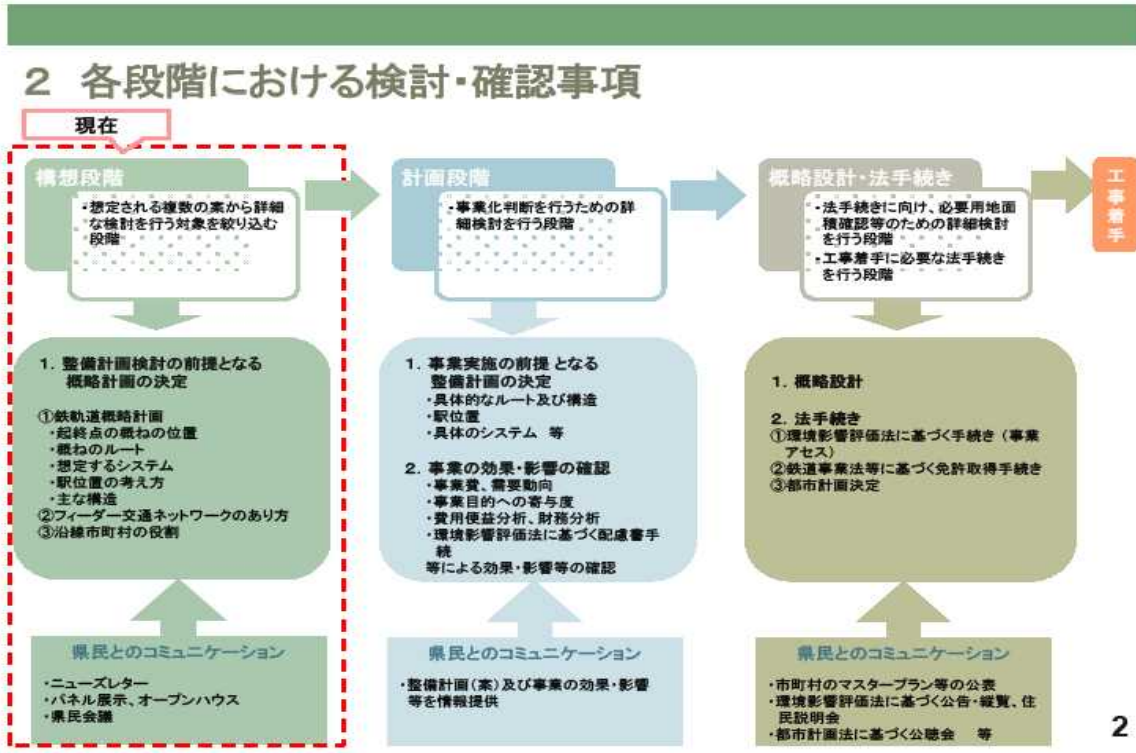 2 各段階における検討・確認事項
現在
構想段階
・想定される複数の案から詳細
な検討を行う対象を絞り込む
段階
1. 整備計画検討の前提となる
概略計画の決定
①鉄軌道概略計画
・起終点の概ねの位置
・概ねのルート
・想定するシステム
・駅位置の考え方
・主な構造
②フィーダー交通ネットワークのあり方
③沿線市町村の役割
県民とのコミュニケーション
・ニューズレター
・パネル展示、オープンハウス
・県民会議
計画段階
・事業化判断を行うための詳
細検討を行う段階
1. 事業実施の前提となる
整備計画の決定
・具体的なルート及び構造
・駅位置
・具体のシステム 等
2. 事業の効果・影響の確認
・事業費、需要動向
・事業目的への寄与度
・費用便益分析、財務分析
・環境影響評価法に基づく配慮書手
続
等による効果・影響等の確認
県民とのコミュニケーション
・整備計画(案)及び事業の効果・影響
等を情報提供
概略設計・法手続き
・法手続きに向け、必要用地面
積確認等のための詳細検討
を行う段階
・工事着手に必要な法手続き
を行う段階
1. 概略設計
2. 法手続き
①環境影響評価法に基づく手続き(事業
アセス)
②鉄道事業法等に基づく免許取得手続き
③都市計画決定
県民とのコミュニケーション
・市町村のマスタープラン等の公表
・環境影響評価法に基づく公告・縦覧、住
民説明会
・都市計画法に基づく公聴会 等
工事着手
2